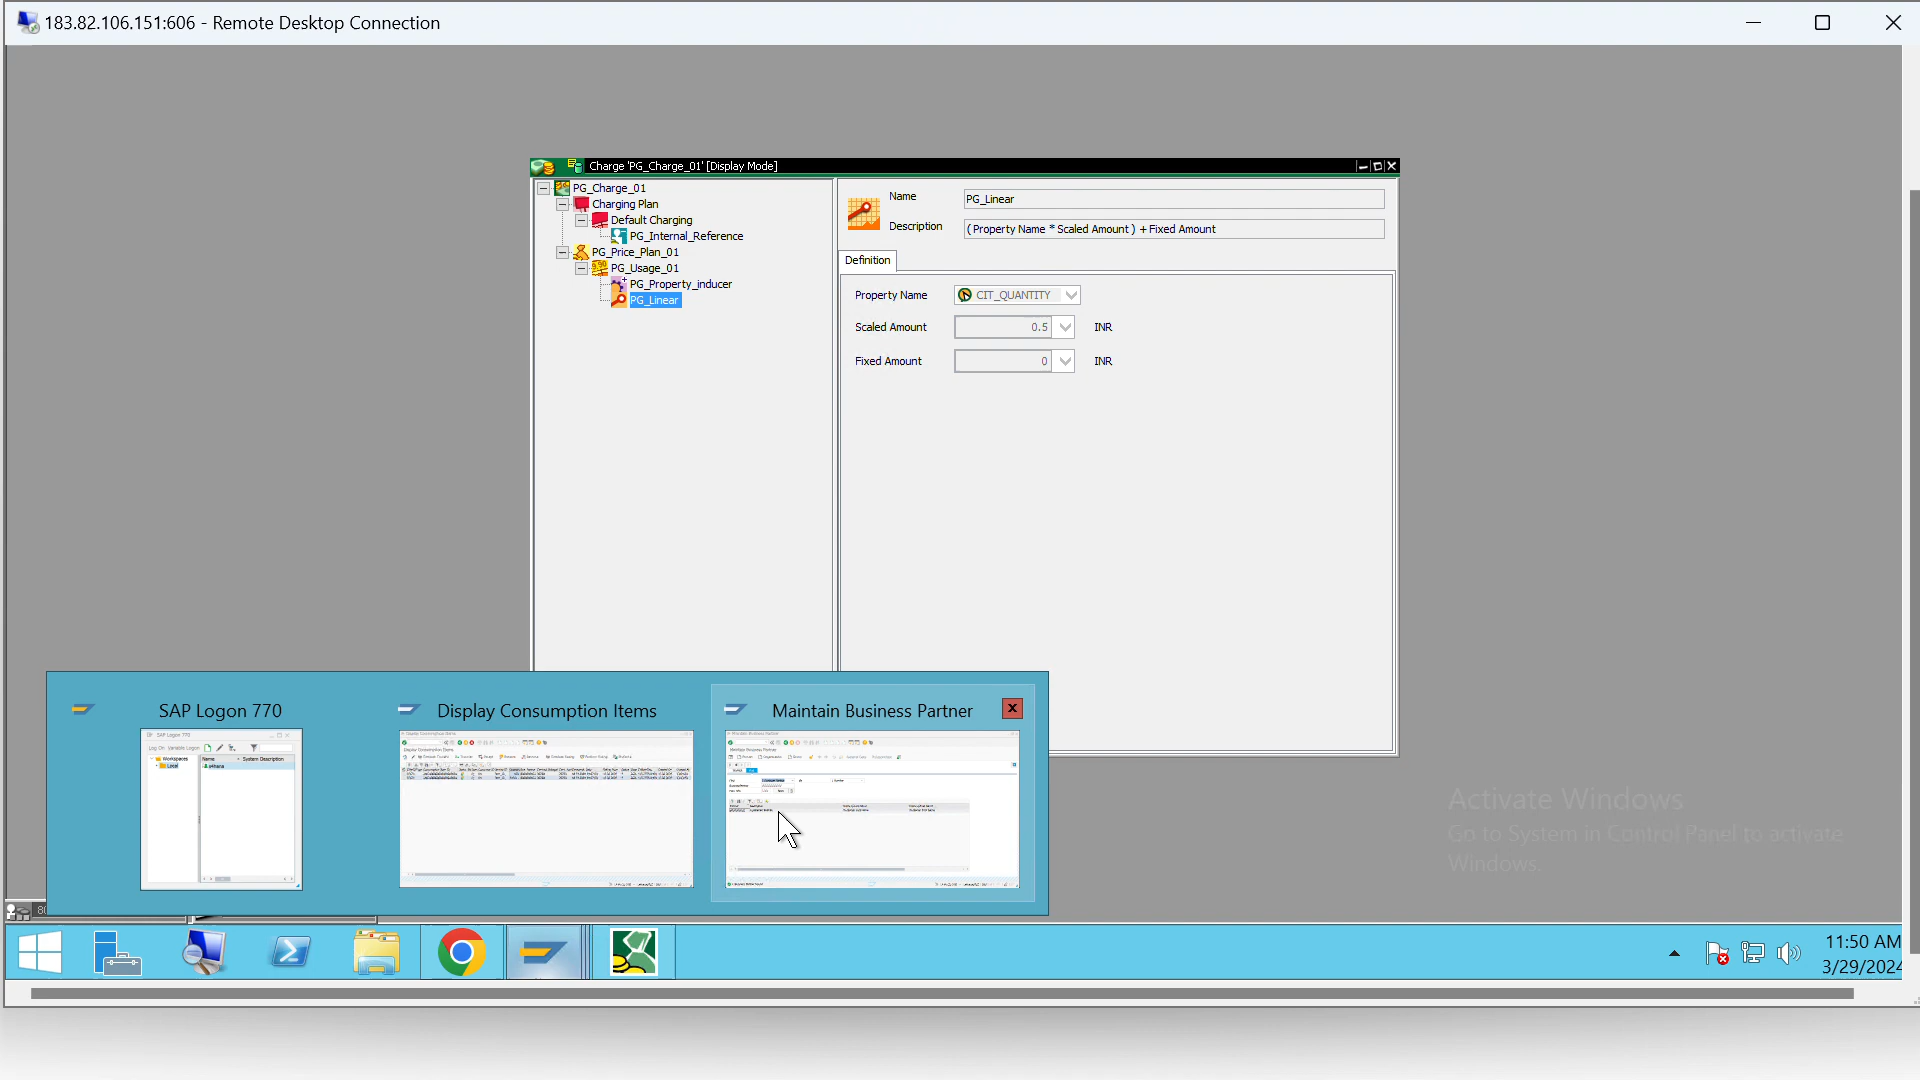 183.82.106.151:606 - Remote Desktop Connection
Charge 'PG_Charge_01' [Display Mode]
PG_Charge_01
Charging Plan
Default Charging
PG_Internal_Reference
PG_Price_Plan_01
PG_Usage_01
PG_Property_inducer
PG_Linear
Name
PG_Linear
Description
( Property Name * Scaled Amount ) + Fixed Amount
Definition
Property Name
CIT_QUANTITY
Scaled Amount
0.5
INR
Fixed Amount
0
INR
SAP Logon 770
Display Consumption Items
Maintain Business Partner
Activate Windows
Go to System in Control Panel to activate
Windows.
11:50 AM
3/29/2024